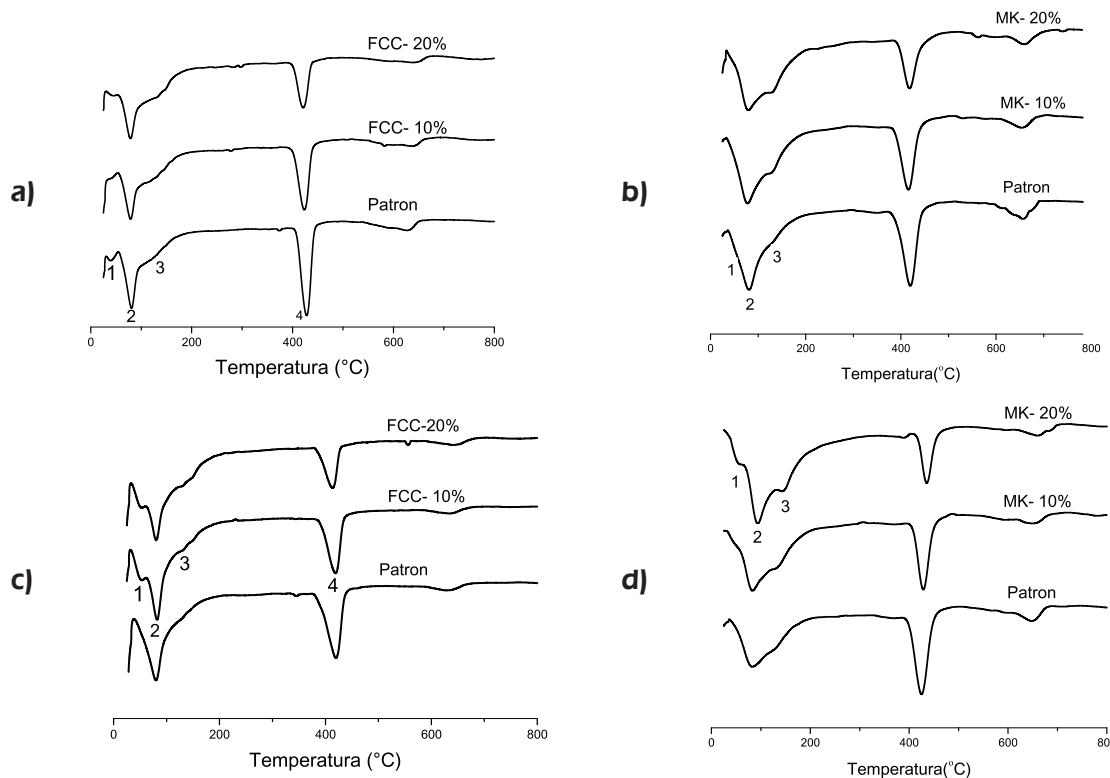 a)
FCC- 20%
FCC- 10%
Patron
1
2
3
4
0 200 400 600 800
Temperatura (°C)
b)
MK- 20%
MK- 10%
Patron
1
2
3
0 200 400 600 800
Temperatura(°C)
c)
FCC-20%
FCC- 10%
3
1
4
Patron
2
0 200 400 600 800
Temperatura (°C)
d)
MK- 20%
1
3
2
MK- 10%
Patron
0 200 400 600 800
Temperatura(°C)